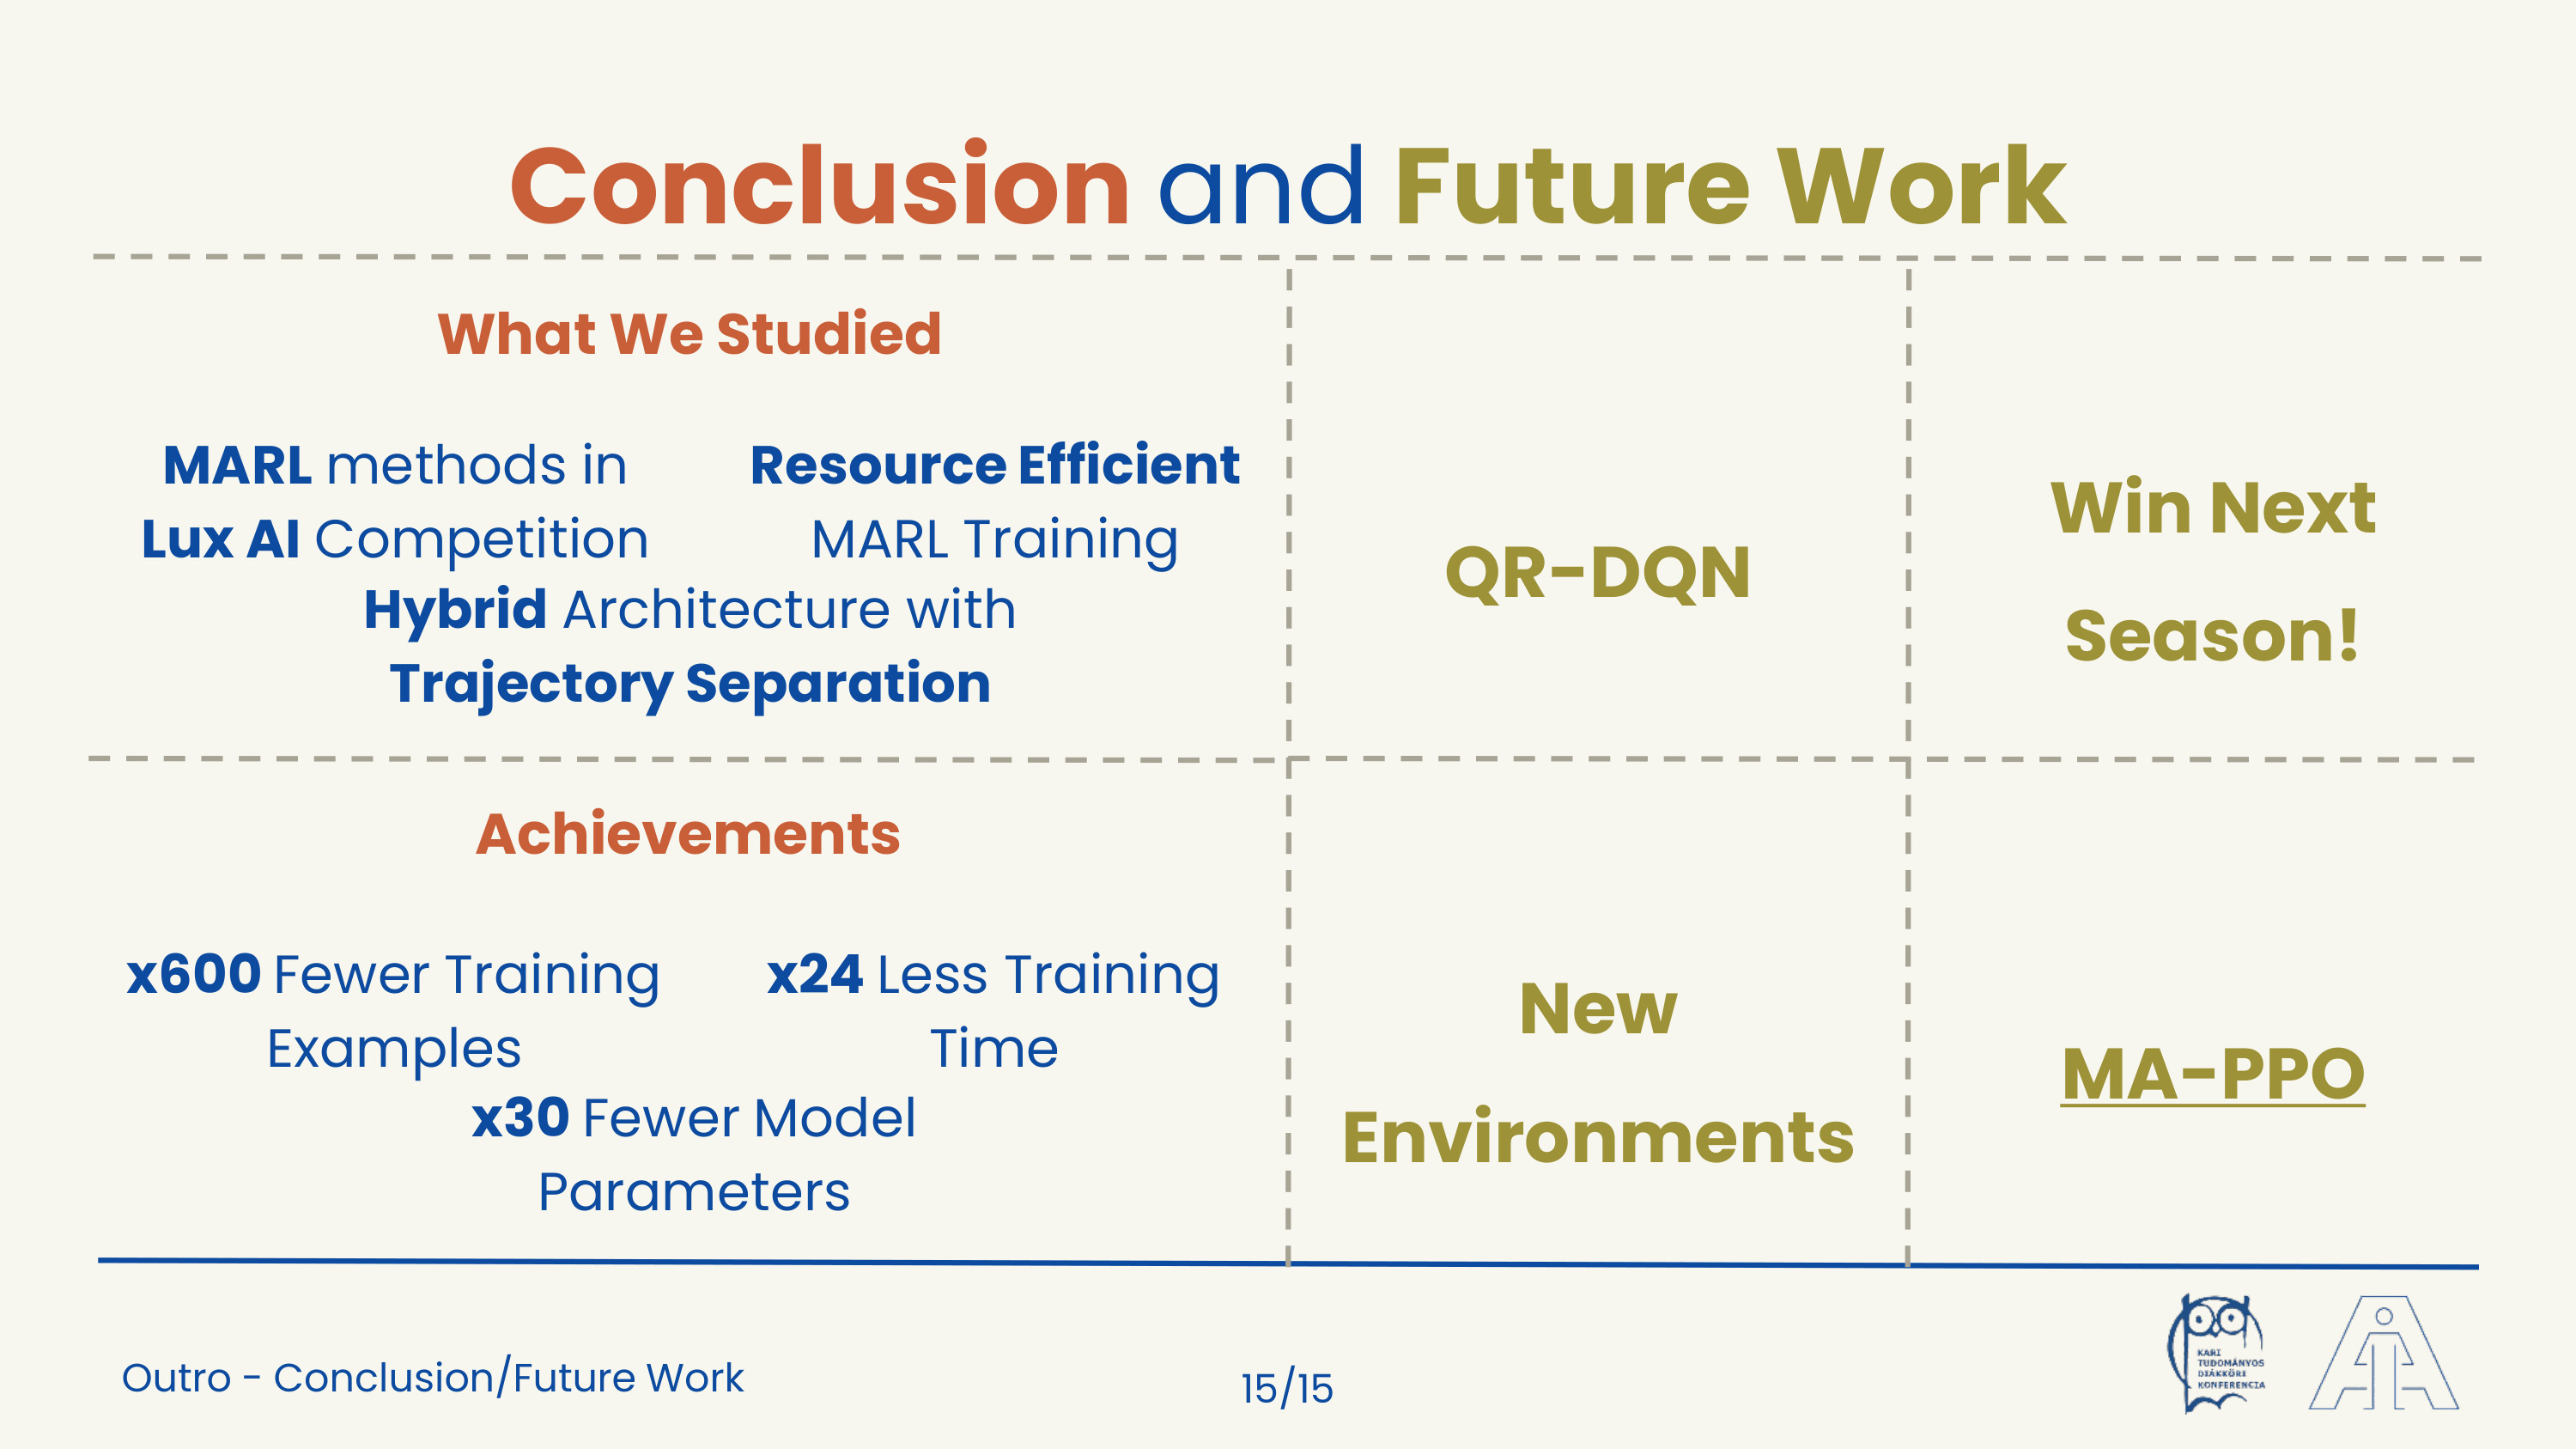 Conclusion and Future Work
What We Studied
MARL methods in
Lux AI Competition
Resource Efficient
MARL Training
Hybrid Architecture with
Trajectory Separation
QR-DQN
Win Next
Season!
Achievements
x600 Fewer Training
Examples
x24 Less Training
Time
x30 Fewer Model
Parameters
New
Environments
MA-PPO
Outro - Conclusion/Future Work
15/15
KARI
TUDOMÁNYOS
DIÁKKÖRI
KONFERENCIA